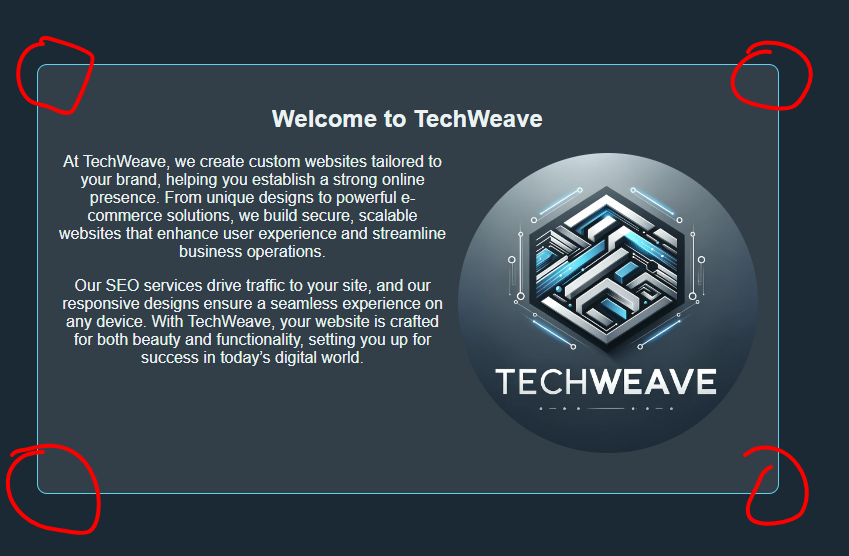 Welcome to TechWeave
At TechWeave, we create custom websites tailored to
your brand, helping you establish a strong online
presence. From unique designs to powerful e-
commerce solutions, we build secure, scalable
websites that enhance user experience and streamline
business operations.
Our SEO services drive traffic to your site, and our
responsive designs ensure a seamless experience on
any device. With TechWeave, your website is crafted
for both beauty and functionality, setting you up for
success in today’s digital world.
TECHWEAVE